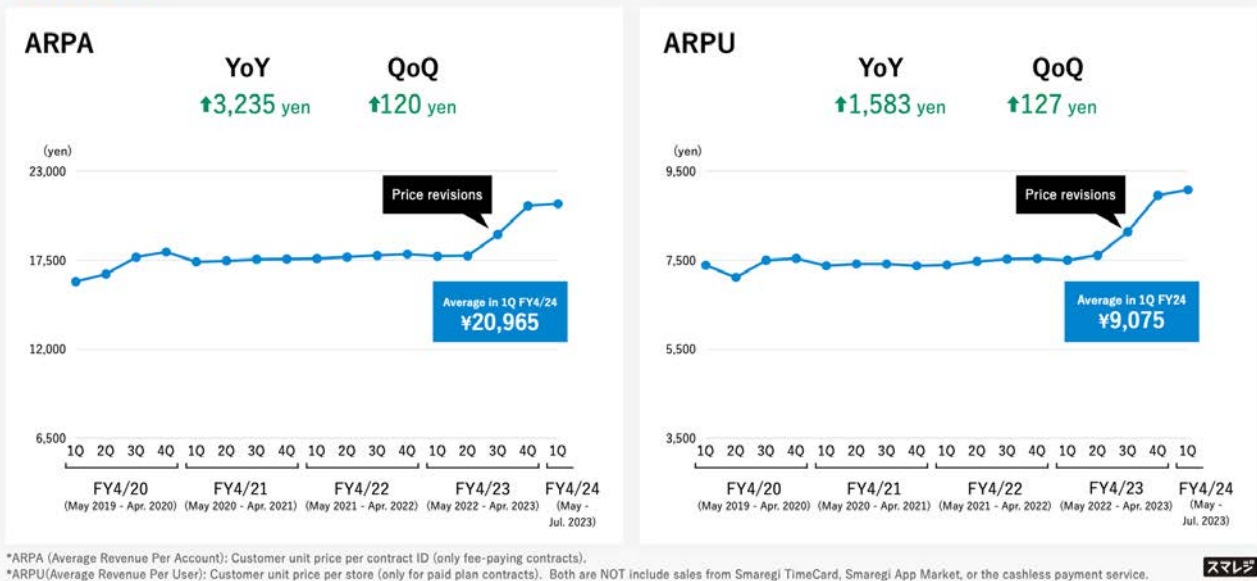 ARPA
YoY QoQ
⬆3,235 yen ⬆120 yen
(yen)
23,000
Price revisions
17,500
Average in 1Q FY4/24
¥20,965
12,000
6,500
1Q 2Q 3Q 4Q 1Q 2Q 3Q 4Q 1Q 2Q 3Q 4Q 1Q 2Q 3Q 4Q 1Q
FY4/20 FY4/21 FY4/22 FY4/23 FY4/24
(May 2019 - Apr. 2020) (May 2020 - Apr. 2021) (May 2021 - Apr. 2022) (May 2022 - Apr. 2023) (May -
Jul. 2023)
ARPU
YoY QoQ
⬆1,583 yen ⬆127 yen
(yen)
9,500
Price revisions
7,500
Average in 1Q FY24
¥9,075
5,500
3,500
1Q 2Q 3Q 4Q 1Q 2Q 3Q 4Q 1Q 2Q 3Q 4Q 1Q 2Q 3Q 4Q 1Q
FY4/20 FY4/21 FY4/22 FY4/23 FY4/24
(May 2019 - Apr. 2020) (May 2020 - Apr. 2021) (May 2021 - Apr. 2022) (May 2022 - Apr. 2023) (May -
Jul. 2023)
*ARPA (Average Revenue Per Account): Customer unit price per contract ID (only fee-paying contracts).
*ARPU(Average Revenue Per User): Customer unit price per store (only for paid plan contracts). Both are NOT include sales from Smaregi TimeCard, Smaregi App Market, or the cashless payment service.
スマレジ